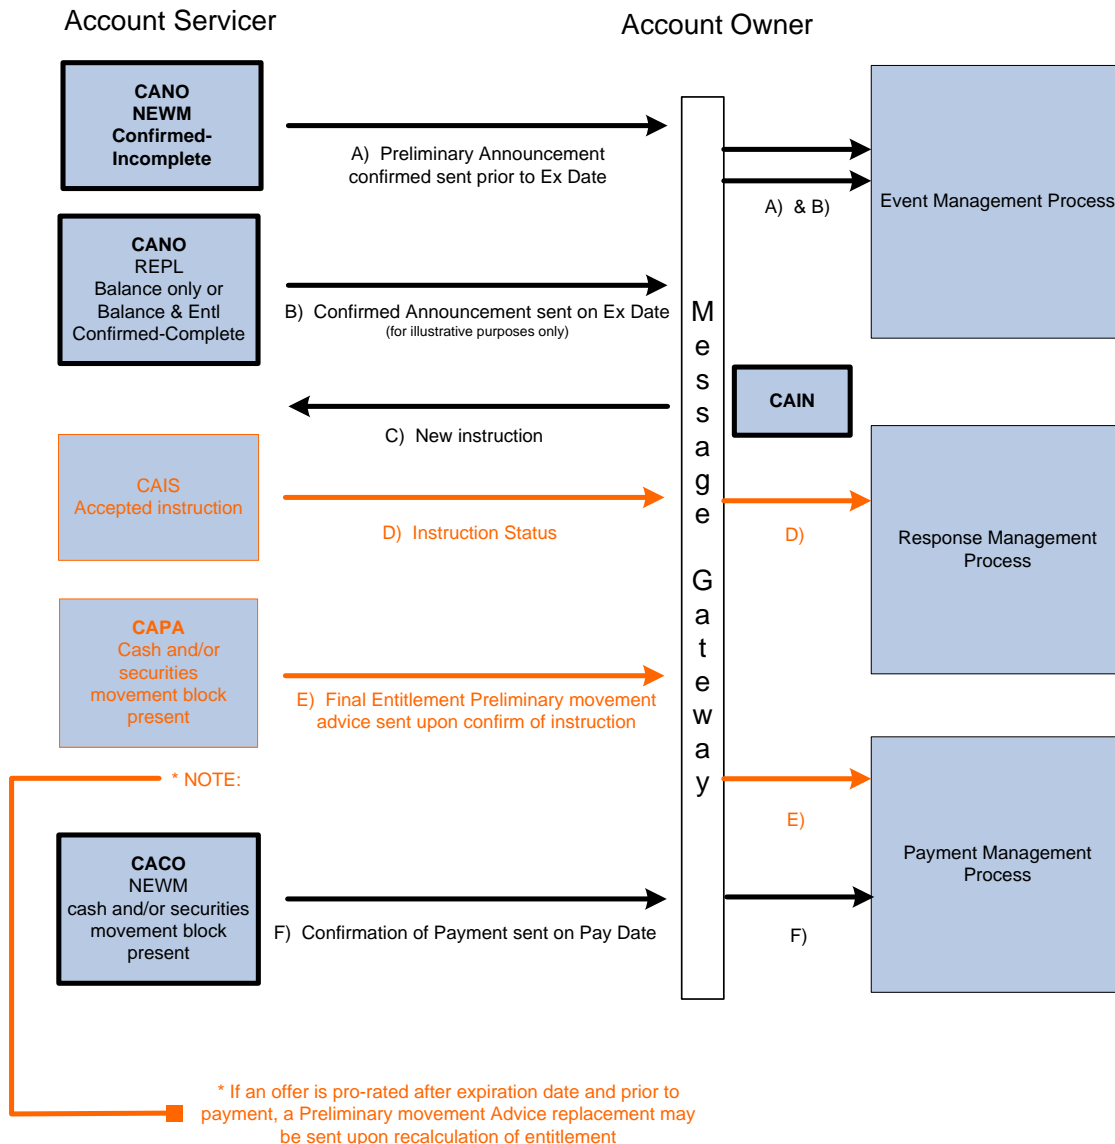 Account Servicer
Account Owner
CANO
NEWM
Confirmed-
Incomplete
A) Preliminary Announcement
confirmed sent prior to Ex Date
A) & B)
Event Management Process
CANO
REPL
Balance only or
Balance & Entl
Confirmed-Complete
B) Confirmed Announcement sent on Ex Date
(for illustrative purposes only)
Message Gateway
CAIN
C) New instruction
CAIS
Accepted instruction
D) Instruction Status
D)
Response Management
Process
CAPA
Cash and/or
securities
movement block
present
E) Final Entitlement Preliminary movement
advice sent upon confirm of instruction
E)
* NOTE:
Payment Management
Process
CACO
NEWM
cash and/or securities
movement block
present
F) Confirmation of Payment sent on Pay Date
F)
* If an offer is pro-rated after expiration date and prior to
payment, a Preliminary movement Advice replacement may
be sent upon recalculation of entitlement